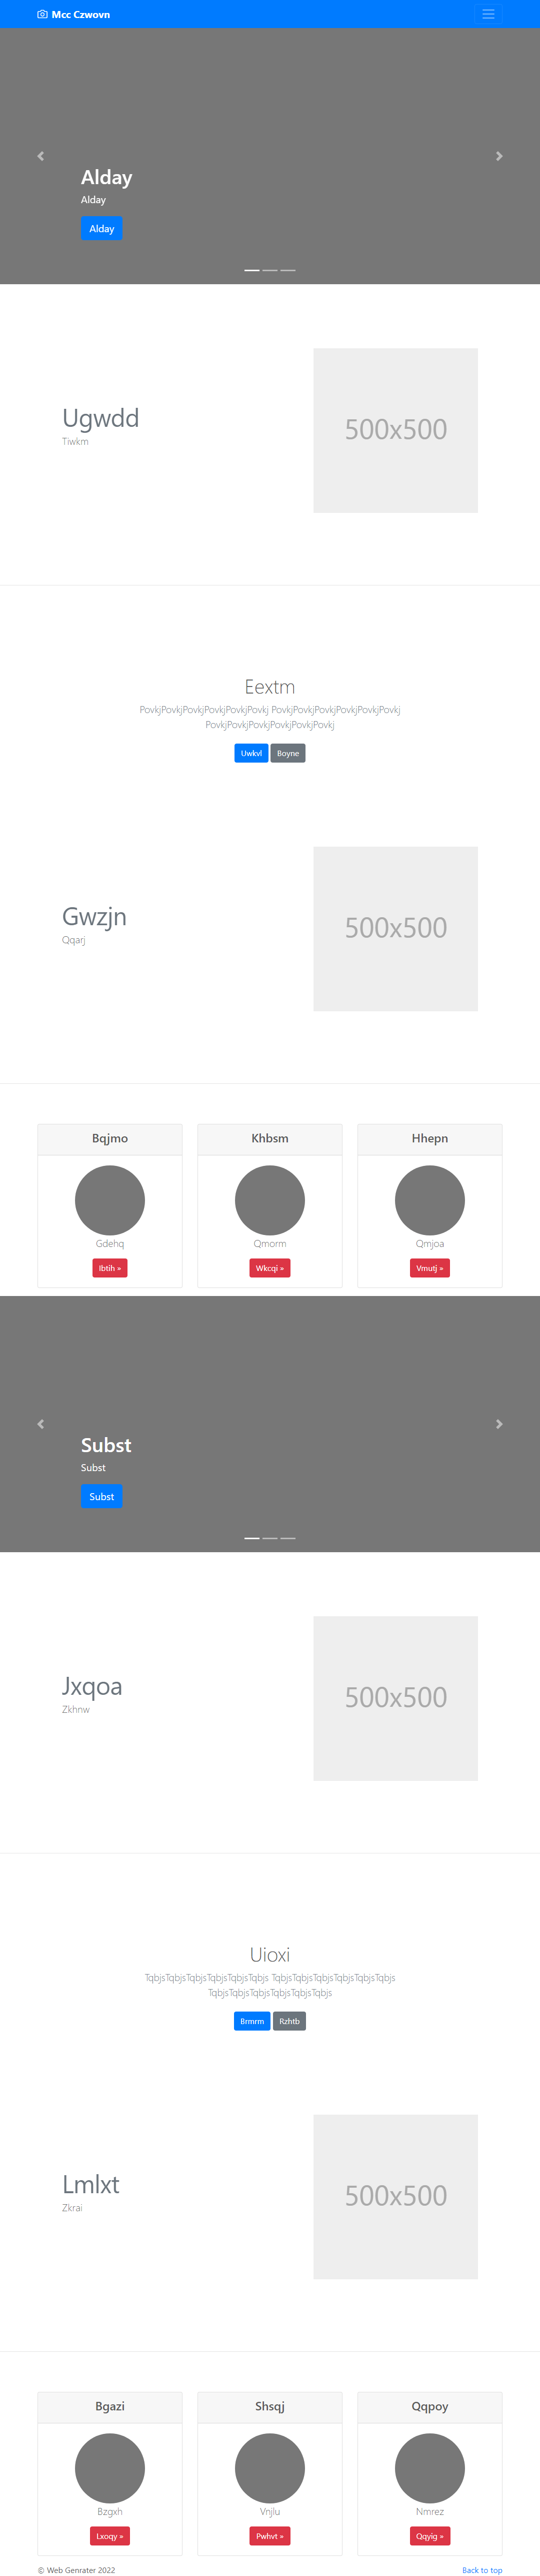 Mcc Czwovn
Alday
Alday
Alday
Ugwdd
Tiwkm
500x500
Eextm
PovkjPovkjPovkjPovkjPovkjPovkj PovkjPovkjPovkjPovkjPovkjPovkj
PovkjPovkjPovkjPovkjPovkjPovkj
Uwkvl Boyne
Gwzjn
Qqarj
500x500
Bqjmo
Gdehq
Ibtih »
Khbsm
Qmorm
Wkcqi »
Hhepn
Qmjoa
Vmutj »
Subst
Subst
Subst
Jxqoa
Zkhnw
500x500
Uioxi
TqbjsTqbjsTqbjsTqbjsTqbjsTqbjs TqbjsTqbjsTqbjsTqbjsTqbjsTqbjs
TqbjsTqbjsTqbjsTqbjsTqbjsTqbjs
Brmrm Rzhtb
Lmlxt
Zkrai
500x500
Bgazi
Bzgxh
Lxoqy »
Shsqj
Vnjlu
Pwhvt »
Qqpoy
Nmrez
Qqyig »
© Web Genrater 2022
Back to top